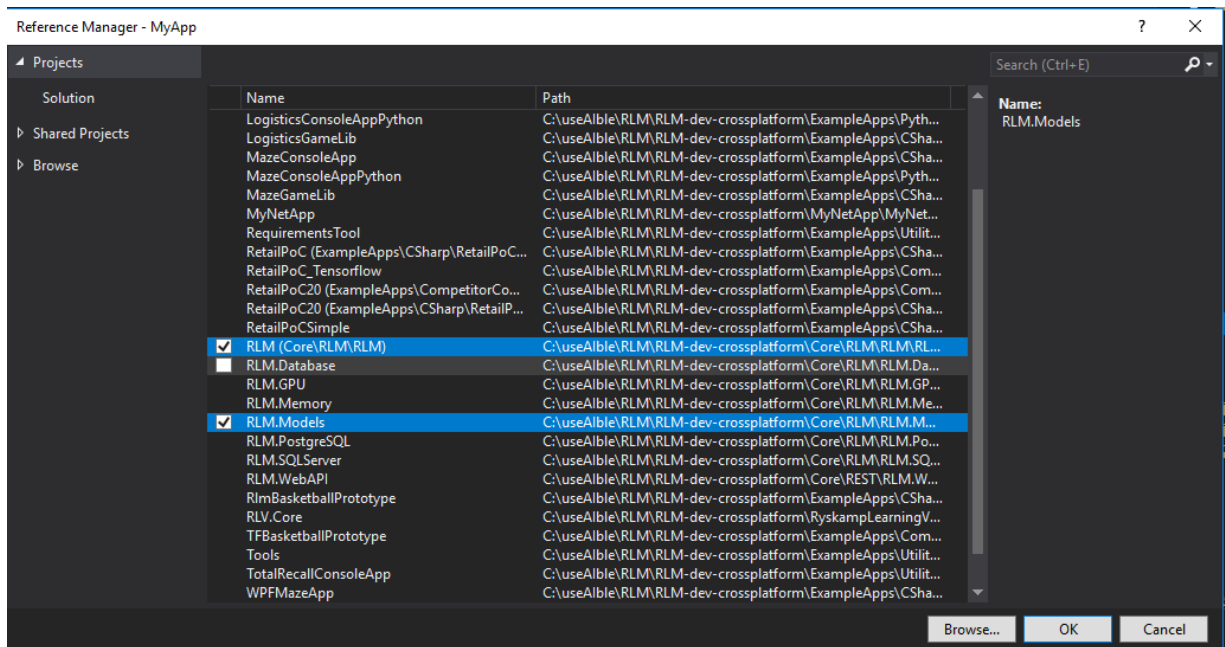 Reference Manager - MyApp
? ×
Projects
Search (Ctrl+E)
Solution
Shared Projects
Browse
Name Path
LogisticsConsoleAppPython C:\useAIble\RLM\RLM-dev-crossplatform\ExampleApps\Pyth...
LogisticsGameLib C:\useAIble\RLM\RLM-dev-crossplatform\ExampleApps\CSha...
MazeConsoleApp C:\useAIble\RLM\RLM-dev-crossplatform\ExampleApps\CSha...
MazeConsoleAppPython C:\useAIble\RLM\RLM-dev-crossplatform\ExampleApps\Pyth...
MazeGameLib C:\useAIble\RLM\RLM-dev-crossplatform\ExampleApps\CSha...
MyNetApp C:\useAIble\RLM\RLM-dev-crossplatform\MyNetApp\MyNet...
RequirementsTool C:\useAIble\RLM\RLM-dev-crossplatform\ExampleApps\Utilit...
RetailPoC (ExampleApps\CSharp\RetailPoC... C:\useAIble\RLM\RLM-dev-crossplatform\ExampleApps\CSha...
RetailPoC_Tensorflow C:\useAIble\RLM\RLM-dev-crossplatform\ExampleApps\Com...
RetailPoC20 (ExampleApps\CompetitorCo... C:\useAIble\RLM\RLM-dev-crossplatform\ExampleApps\Com...
RetailPoC20 (ExampleApps\CSharp\RetailP... C:\useAIble\RLM\RLM-dev-crossplatform\ExampleApps\CSha...
RetailPoCSimple C:\useAIble\RLM\RLM-dev-crossplatform\ExampleApps\CSha...
RLM (Core\RLM\RLM) C:\useAIble\RLM\RLM-dev-crossplatform\Core\RLM\RLM\RL...
RLM.Database C:\useAIble\RLM\RLM-dev-crossplatform\Core\RLM\RLM.Da...
RLM.GPU C:\useAIble\RLM\RLM-dev-crossplatform\Core\RLM\RLM.GP...
RLM.Memory C:\useAIble\RLM\RLM-dev-crossplatform\Core\RLM\RLM.Me...
RLM.Models C:\useAIble\RLM\RLM-dev-crossplatform\Core\RLM\RLM.M...
RLM.PostgreSQL C:\useAIble\RLM\RLM-dev-crossplatform\Core\RLM\RLM.Po...
RLM.SQLServer C:\useAIble\RLM\RLM-dev-crossplatform\Core\RLM\RLM.SQ...
RLM.WebAPI C:\useAIble\RLM\RLM-dev-crossplatform\Core\REST\RLM.W...
RlmBasketballPrototype C:\useAIble\RLM\RLM-dev-crossplatform\ExampleApps\CSha...
RLV.Core C:\useAIble\RLM\RLM-dev-crossplatform\RyskampLearningV...
TFBasketballPrototype C:\useAIble\RLM\RLM-dev-crossplatform\ExampleApps\Com...
Tools C:\useAIble\RLM\RLM-dev-crossplatform\ExampleApps\Utilit...
TotalRecallConsoleApp C:\useAIble\RLM\RLM-dev-crossplatform\ExampleApps\Utilit...
WPFMazeApp C:\useAIble\RLM\RLM-dev-crossplatform\ExampleApps\CSha...
Name:
RLM.Models
Browse... OK Cancel